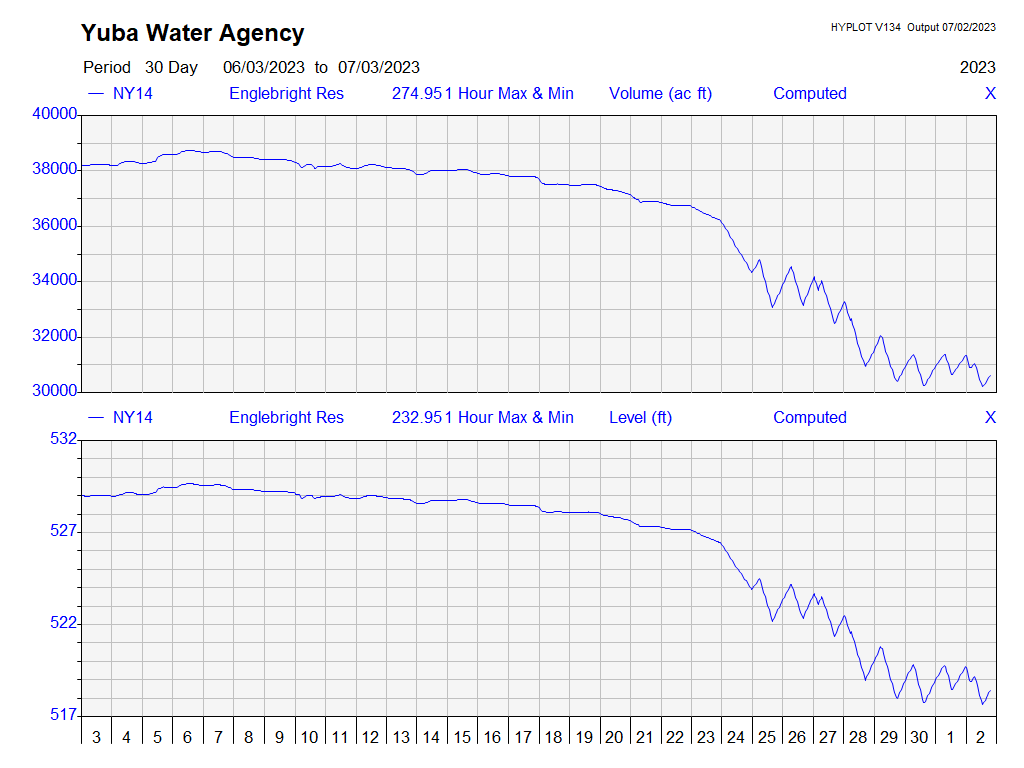 Yuba Water Agency
HYPLOT V134 Output 07/02/2023
Period 30 Day 06/03/2023 to 07/03/2023 2023
NY14 Englebright Res 274.951 Hour Max & Min Volume (ac ft) Computed X
40000
38000
36000
34000
32000
30000
NY14 Englebright Res 232.951 Hour Max & Min Level (ft) Computed X
532
527
522
517
3 4 5 6 7 8 9 10 11 12 13 14 15 16 17 18 19 20 21 22 23 24 25 26 27 28 29 30 1 2